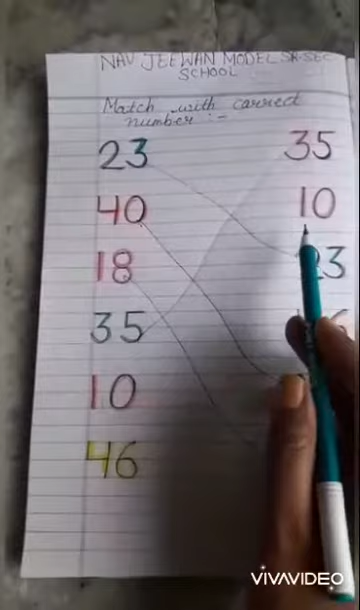 NAV JEEWAN MODEL SR-SEC
SCHOOL
Match with correct
number :-
23 35
40 10
18 23
35
10
46
VIVAVIDEO